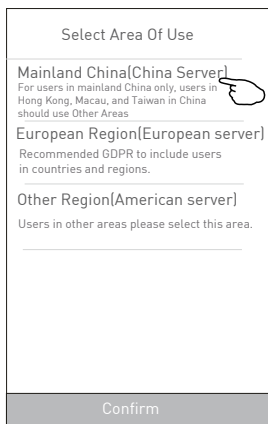 Select Area Of Use
Mainland China(China Server)
For users in mainland China only, users in
Hong Kong, Macau, and Taiwan in China
should use Other Areas
European Region(European server)
Recommended GDPR to include users
in countries and regions.
Other Region(American server)
Users in other areas please select this area.
Confirm